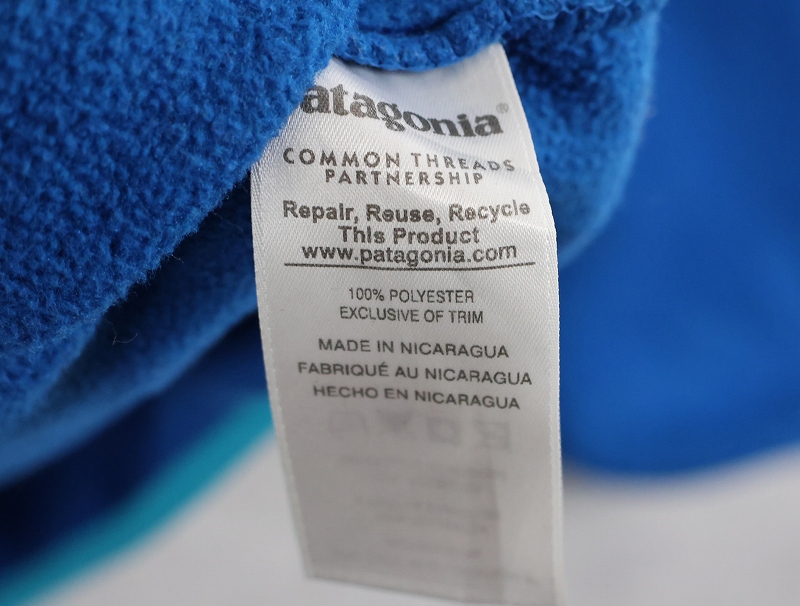 patagonia®
COMMON THREADS
PARTNERSHIP
Repair, Reuse, Recycle
This Product
www.patagonia.com
100% POLYESTER
EXCLUSIVE OF TRIM
MADE IN NICARAGUA
FABRIQUÉ AU NICARAGUA
HECHO EN NICARAGUA